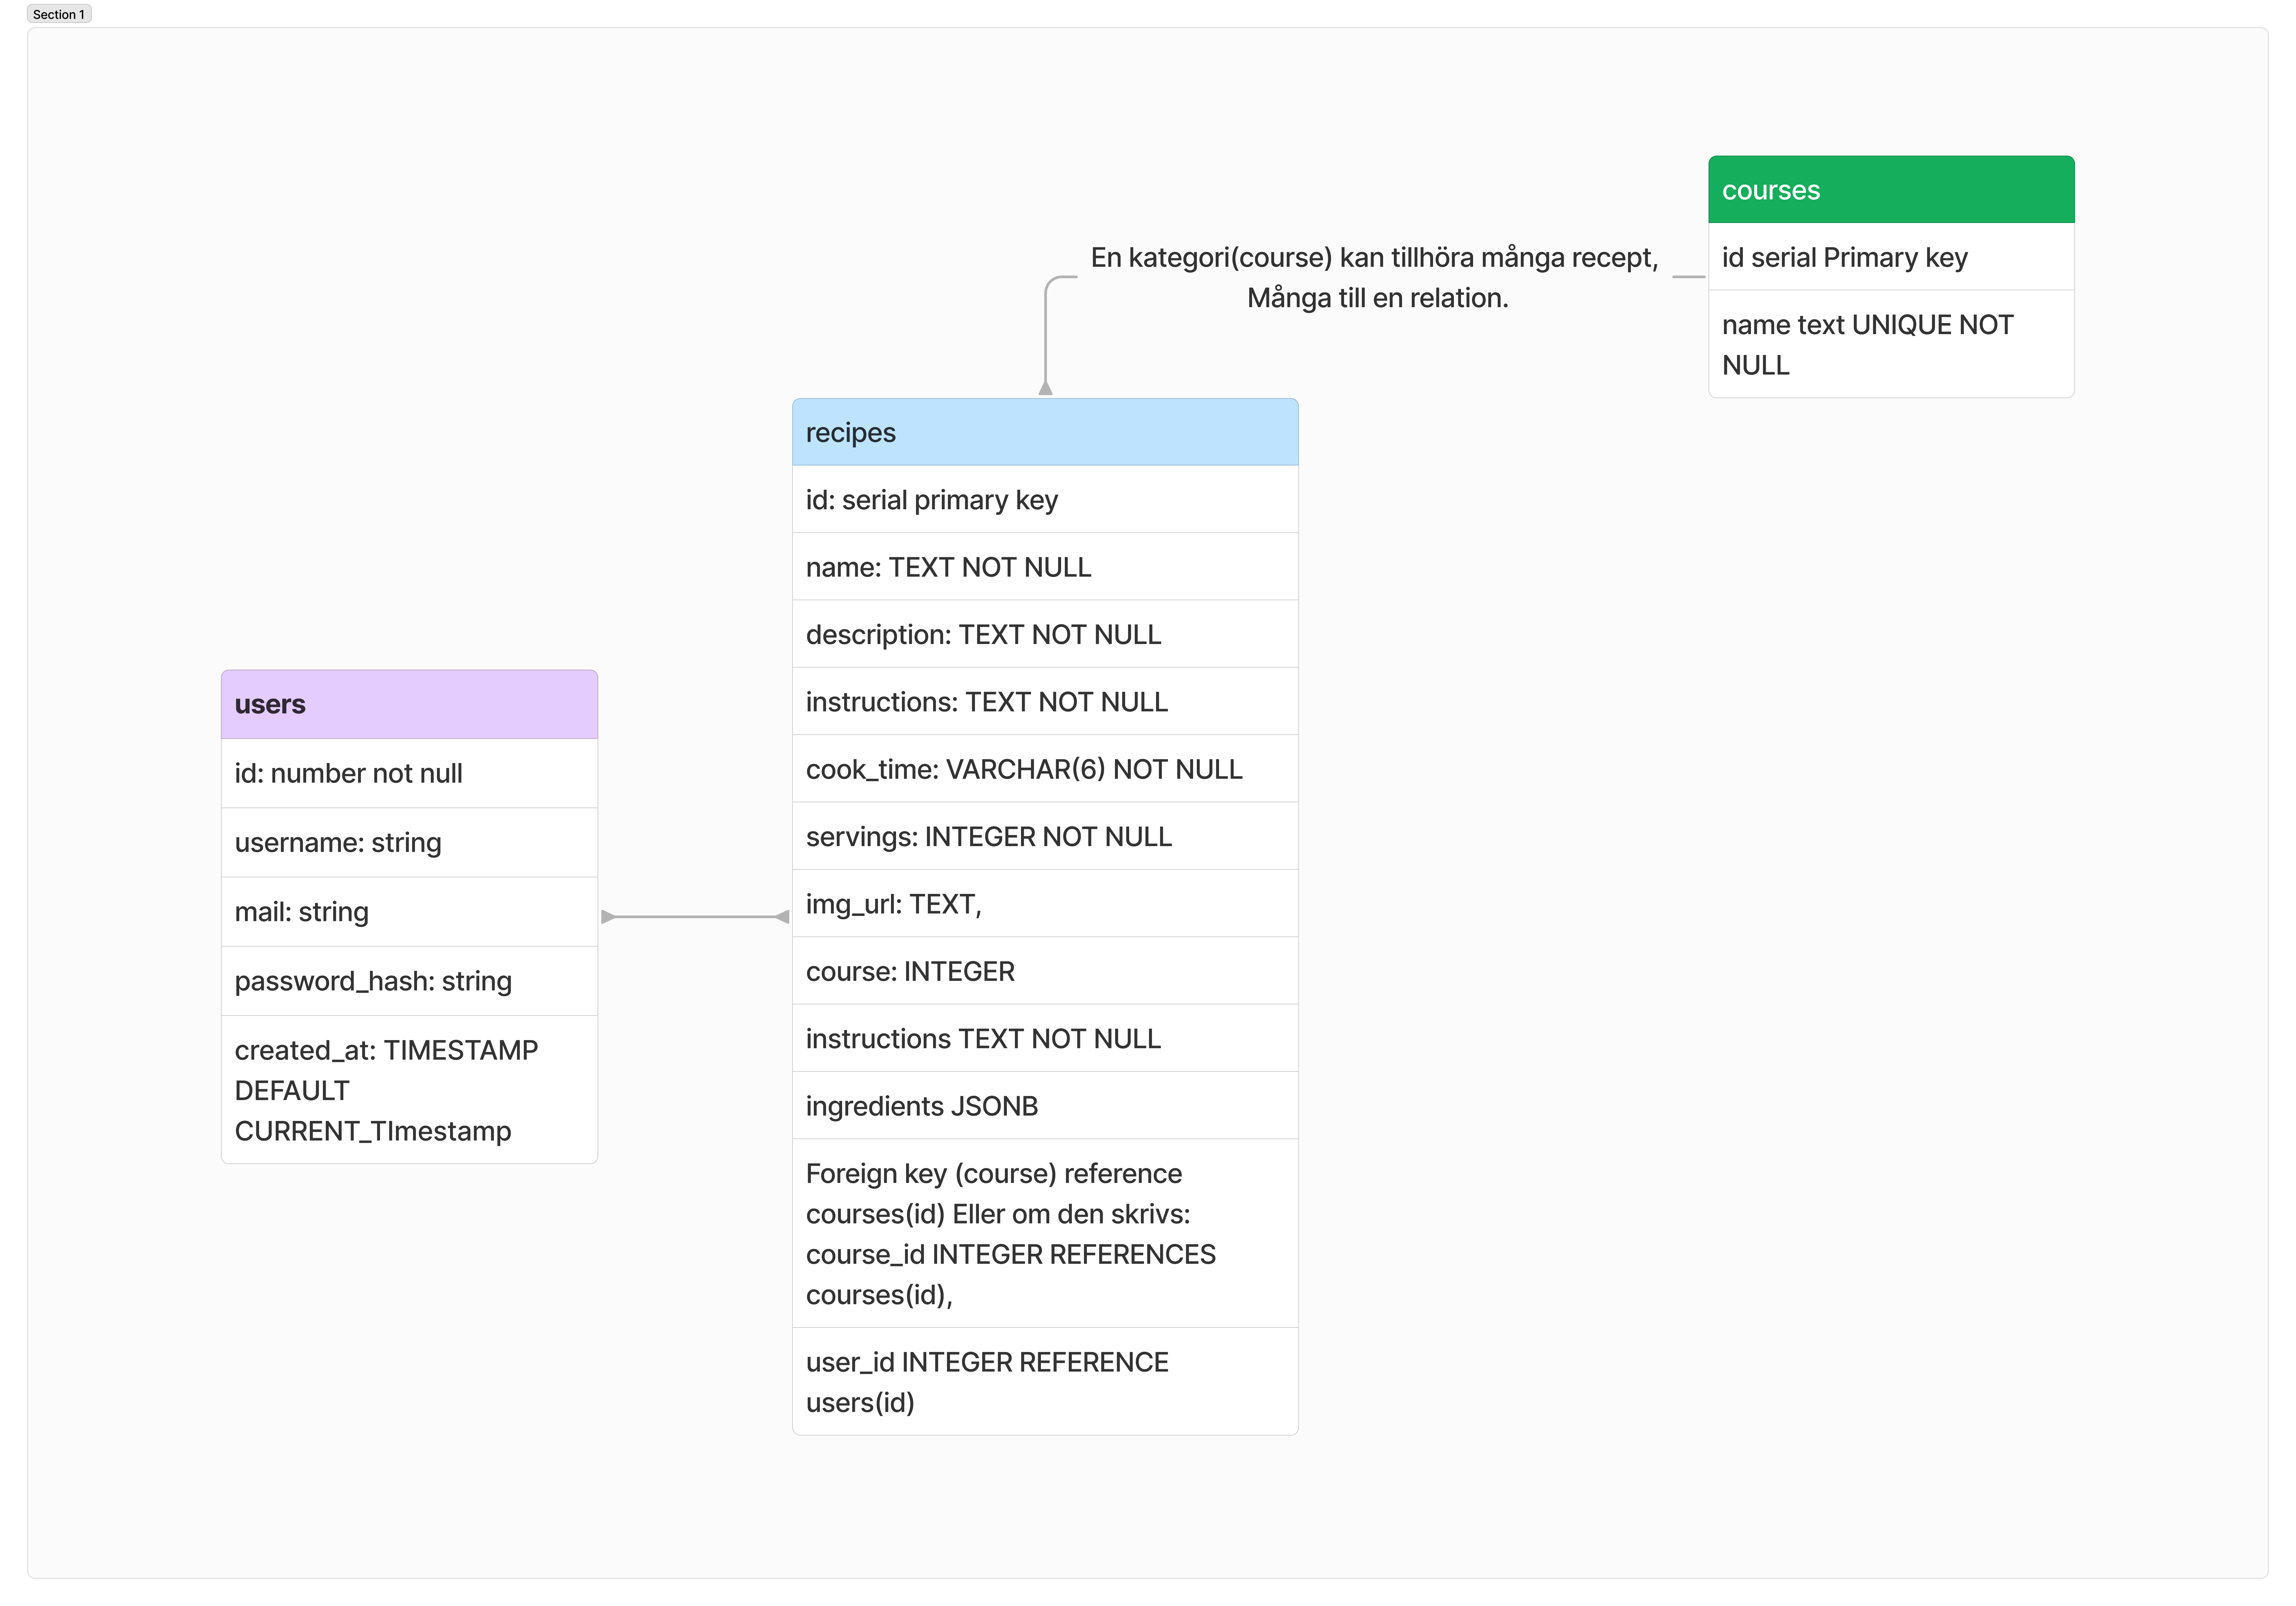 Section 1
courses
id serial Primary key
name text UNIQUE NOT
NULL
En kategori(course) kan tillhöra många recept,
Många till en relation.
recipes
id: serial primary key
name: TEXT NOT NULL
description: TEXT NOT NULL
instructions: TEXT NOT NULL
cook_time: VARCHAR(6) NOT NULL
servings: INTEGER NOT NULL
img_url: TEXT,
course: INTEGER
instructions TEXT NOT NULL
ingredients JSONB
Foreign key (course) reference
courses(id) Eller om den skrivs:
course_id INTEGER REFERENCES
courses(id),
user_id INTEGER REFERENCE
users(id)
users
id: number not null
username: string
mail: string
password_hash: string
created_at: TIMESTAMP
DEFAULT
CURRENT_TImestamp